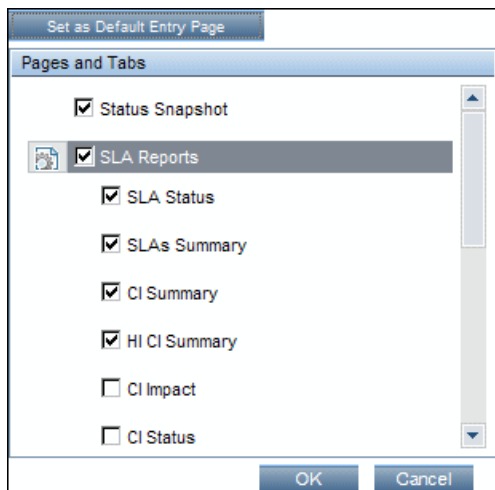 Set as Default Entry Page
Pages and Tabs
Status Snapshot
SLA Reports
SLA Status
SLAs Summary
CI Summary
HI CI Summary
CI Impact
CI Status
OK
Cancel